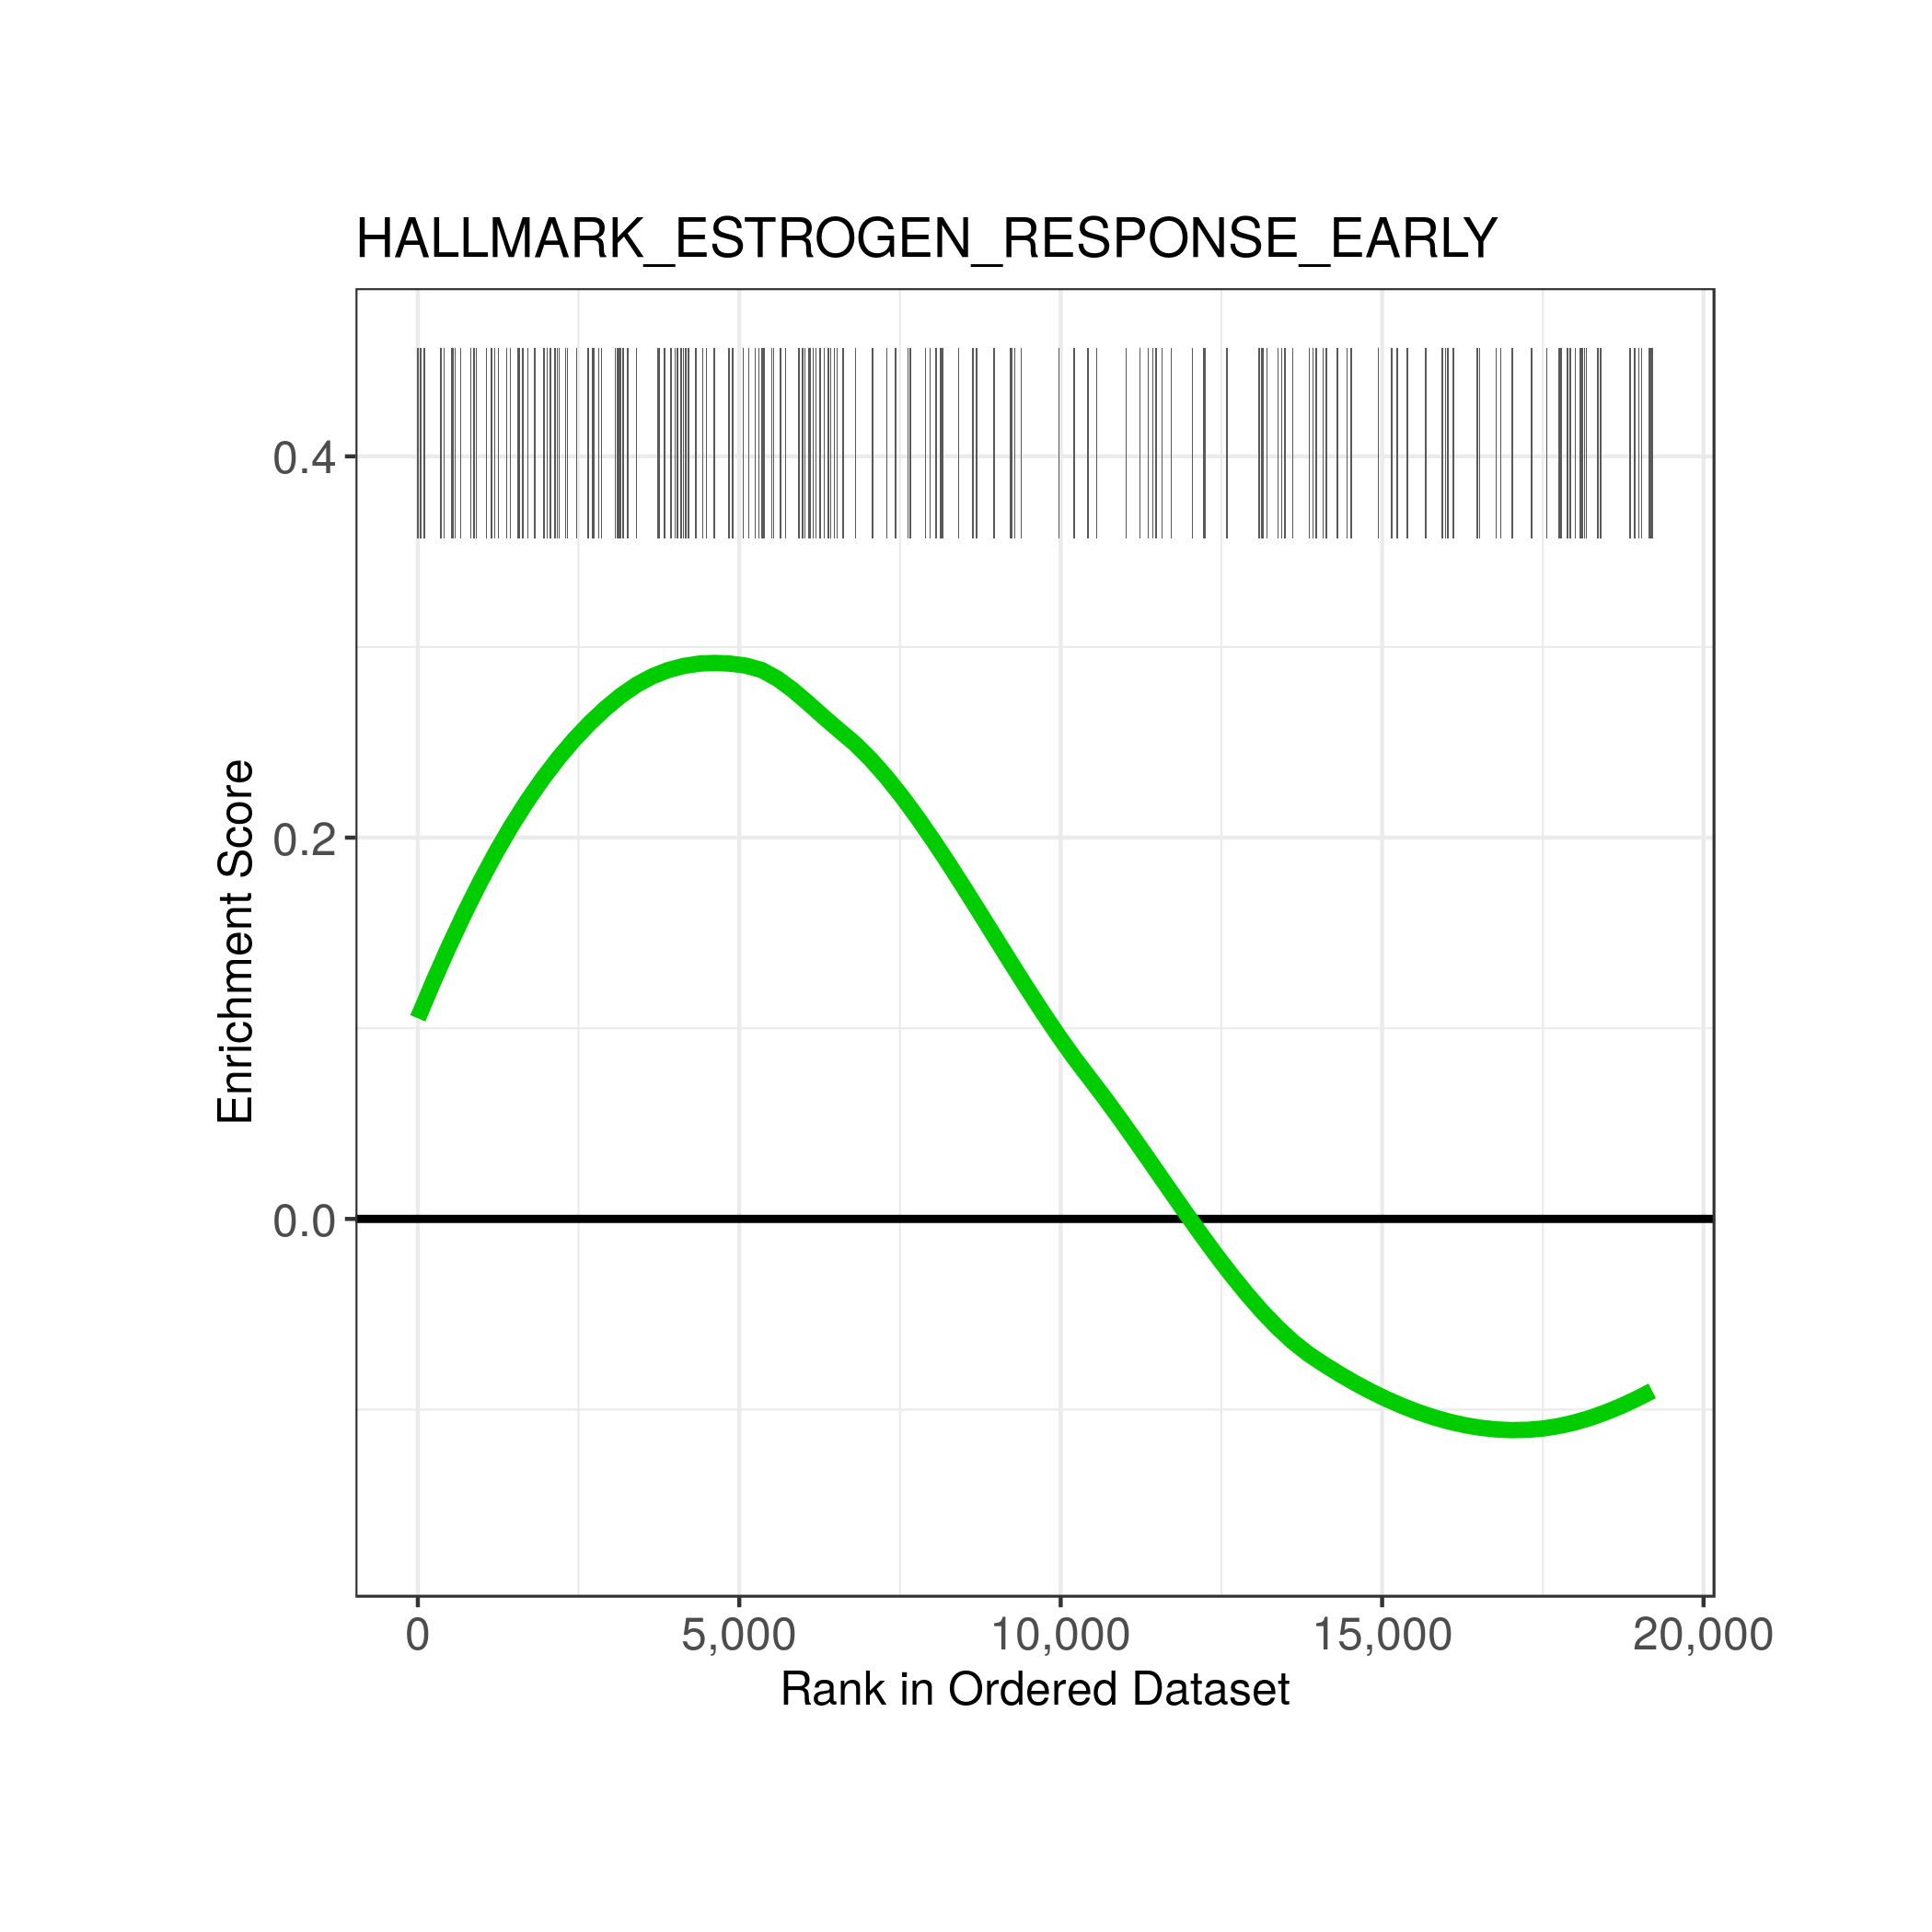 HALLMARK_ESTROGEN_RESPONSE_EARLY
0.4
0.2
0.0
Enrichment Score
0 5,000 10,000 15,000 20,000
Rank in Ordered Dataset